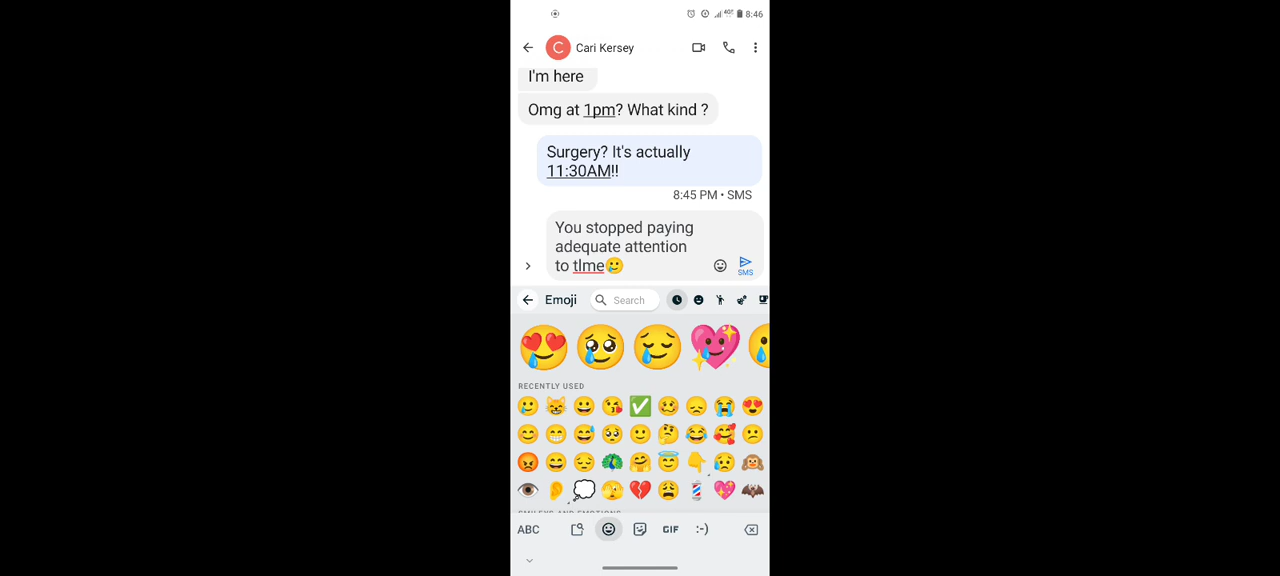 8:46
C Cari Kersey
I'm here
Omg at 1pm? What kind ?
Surgery? It's actually
11:30AM!!
8:45 PM • SMS
You stopped paying
adequate attention
to tlme🥲
SMS
Emoji Search
RECENTLY USED
SMILEYS AND EMOTIONS
ABC GIF :-)